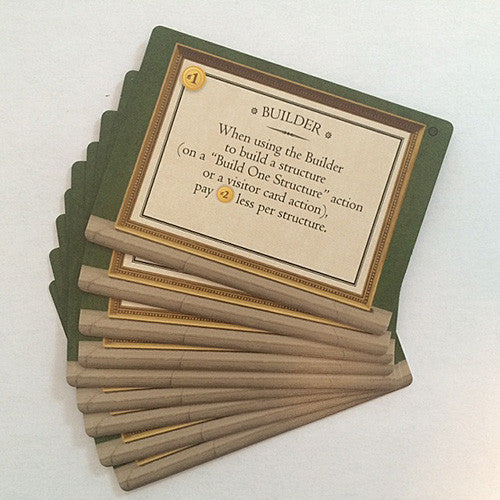 1
BUILDER
When using the Builder
to build a structure
(on a "Build One Structure" action
or a visitor card action),
pay 2 less per structure.